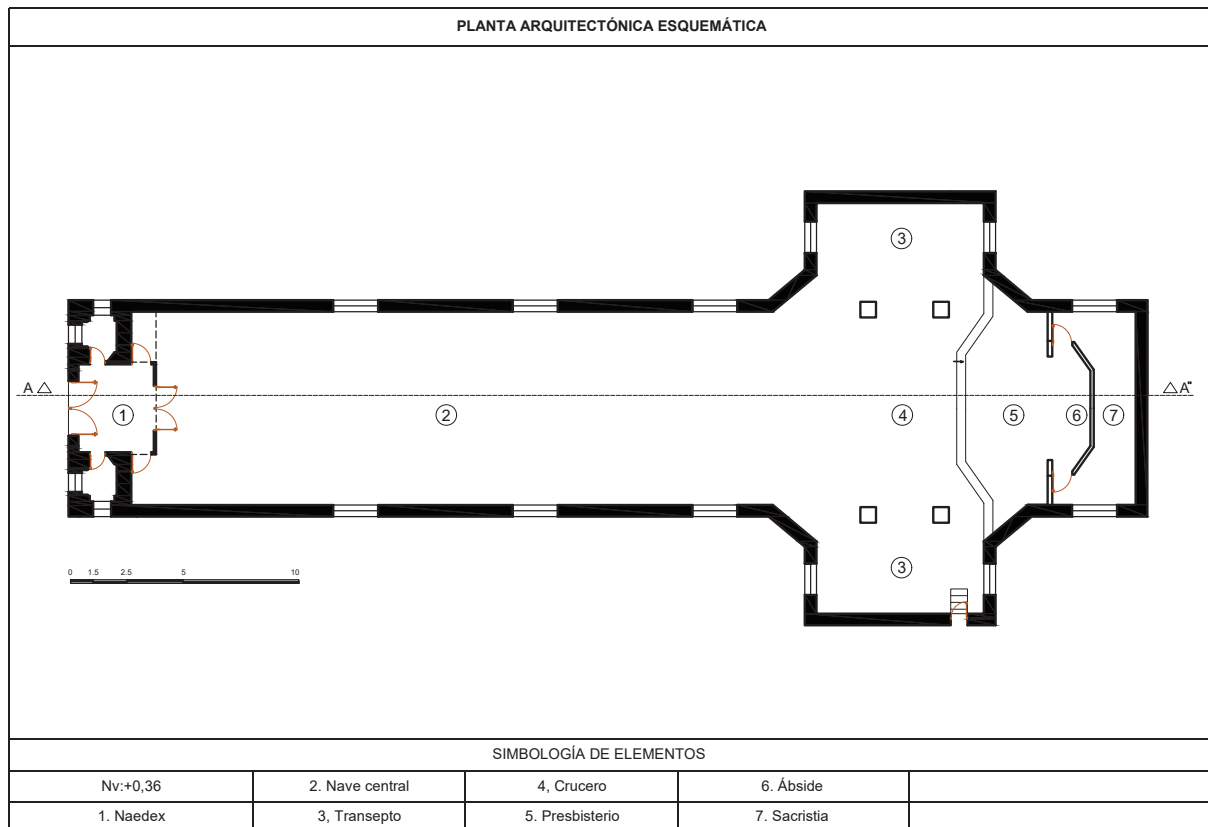 PLANTA ARQUITECTÓNICA ESQUEMÁTICA
3
A
A"
1
2
4
5
6
7
0 1.5 2.5 5 10
3
SIMBOLOGÍA DE ELEMENTOS
Nv:+0,36 2. Nave central 4, Crucero 6. Ábside
1. Naedex 3, Transepto 5. Presbisterio 7. Sacristia